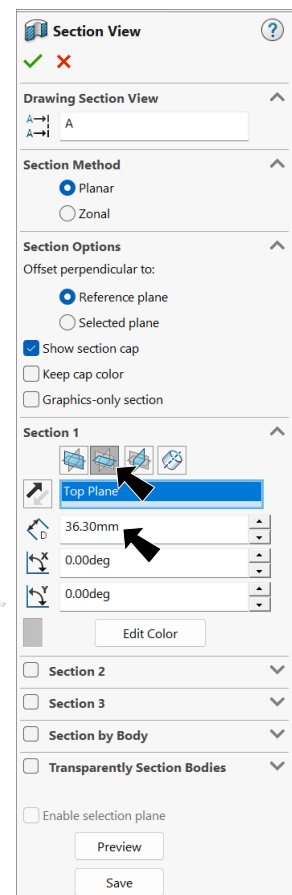 Section View
?
Drawing Section View
A
A
A
Section Method
Planar
Zonal
Section Options
Offset perpendicular to:
Reference plane
Selected plane
Show section cap
Keep cap color
Graphics-only section
Section 1
Top Plane
D
36.30mm
X
0.00deg
Y
0.00deg
Edit Color
Section 2
Section 3
Section by Body
Transparently Section Bodies
Enable selection plane
Preview
Save